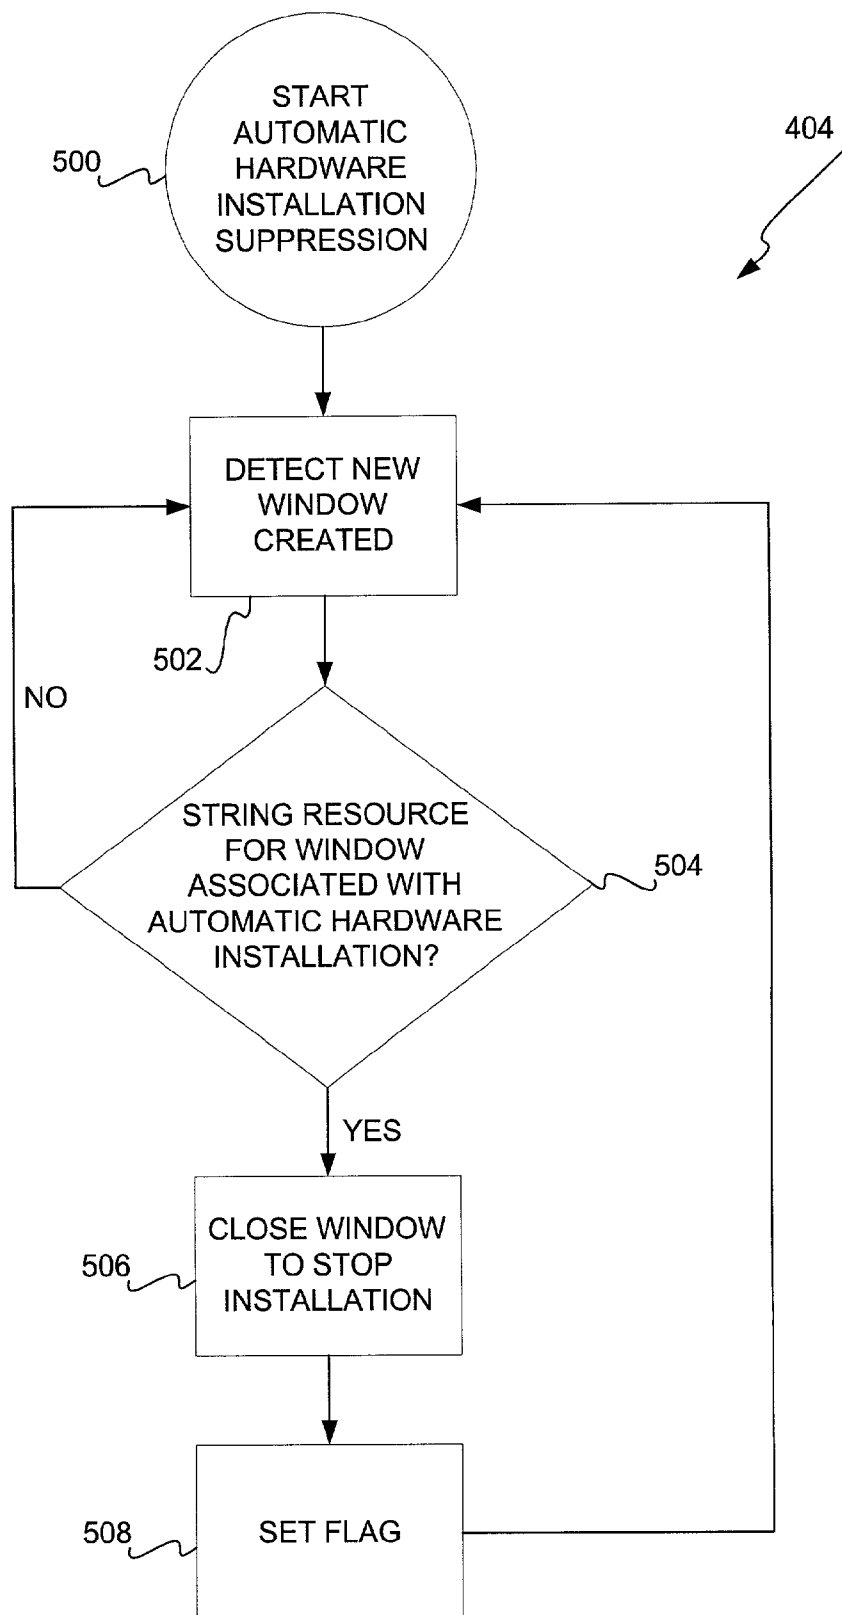 START
AUTOMATIC
HARDWARE
INSTALLATION
SUPPRESSION
500
404
DETECT NEW
WINDOW
CREATED
502
NO
STRING RESOURCE
FOR WINDOW
ASSOCIATED WITH
AUTOMATIC HARDWARE
INSTALLATION?
504
YES
CLOSE WINDOW
TO STOP
INSTALLATION
506
SET FLAG
508